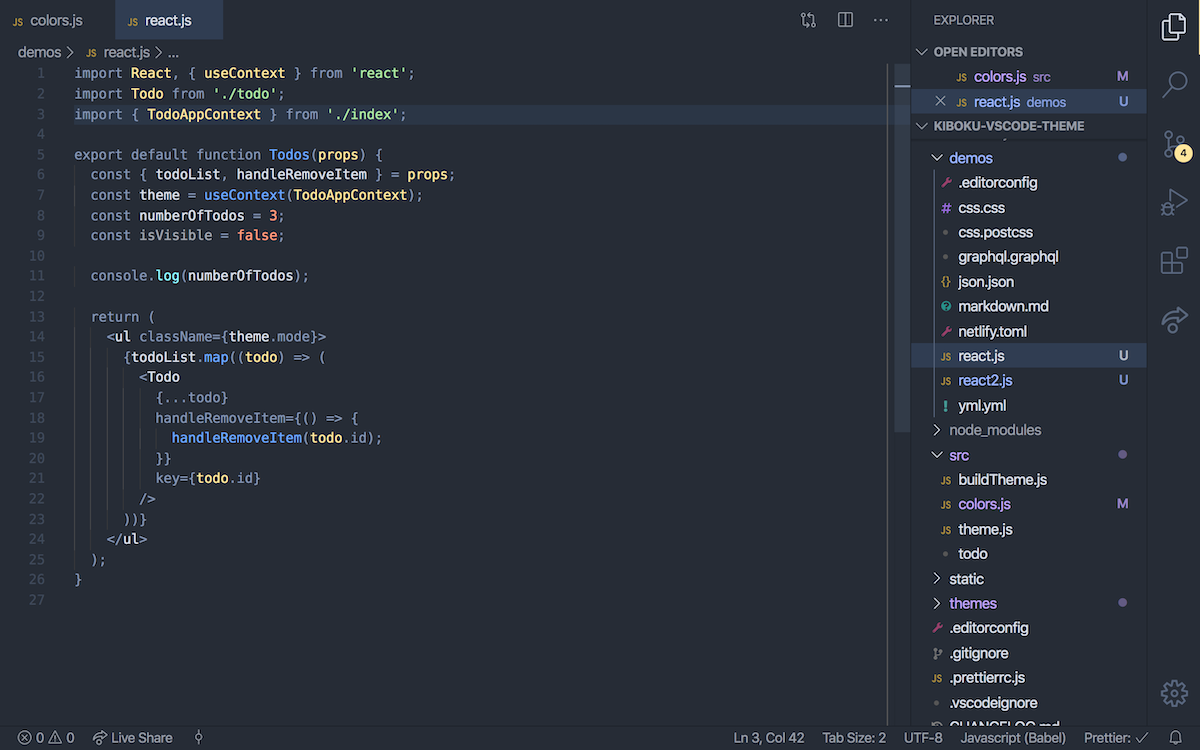 JS colors.js
JS react.js
demos > JS react.js > ...
1 import React, { useContext } from 'react';
2 import Todo from './todo';
3 import { TodoAppContext } from './index';
4
5 export default function Todos(props) {
6 const { todoList, handleRemoveItem } = props;
7 const theme = useContext(TodoAppContext);
8 const numberOfTodos = 3;
9 const isVisible = false;
10
11 console.log(numberOfTodos);
12
13 return (
14 <ul className={theme.mode}>
15 {todoList.map((todo) => (
16 <Todo
17 {...todo}
18 handleRemoveItem={() => {
19 handleRemoveItem(todo.id);
20 }}
21 key={todo.id}
22 />
23 ))}
24 </ul>
25 );
26 }
27
EXPLORER
OPEN EDITORS
JS colors.js src M
JS react.js demos U
KIBOKU-VSCODE-THEME
demos
.editorconfig
# css.css
css.postcss
graphql.graphql
{} json.json
markdown.md
netlify.toml
JS react.js U
JS react2.js U
! yml.yml
node_modules
src
JS buildTheme.js
JS colors.js M
JS theme.js
todo
static
themes
.editorconfig
.gitignore
JS .prettierrc.js
.vscodeignore
CHANGELOG.md
4
0 0 Live Share
Ln 3, Col 42 Tab Size: 2 UTF-8 Javascript (Babel) Prettier: ✓